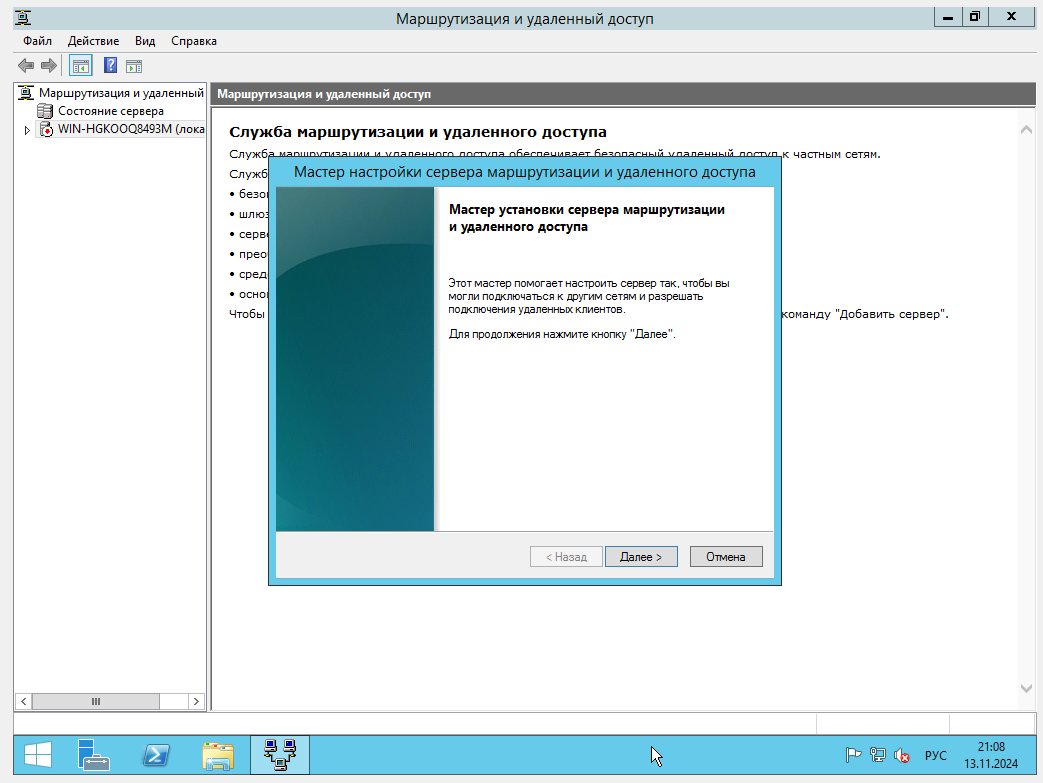 Маршрутизация и удаленный доступ
Файл Действие Вид Справка
Маршрутизация и удаленный
Состояние сервера
WIN-HGKOOQ8493M (лока
Маршрутизация и удаленный доступ
Служба маршрутизации и удаленного доступа
Служба маршрутизации и удаленного доступа обеспечивает безопасный удаленный доступ к частным сетям.
Мастер настройки сервера маршрутизации и удаленного доступа
Мастер установки сервера маршрутизации
и удаленного доступа
Этот мастер помогает настроить сервер так, чтобы вы
могли подключаться к другим сетям и разрешать
подключения удаленных клиентов.
Для продолжения нажмите кнопку "Далее".
< Назад Далее > Отмена
Служб
• безо
• шлюз
• серве
• прео
• сред
• осно
Чтобы команду "Добавить сервер".
РУС
21:08
13.11.2024